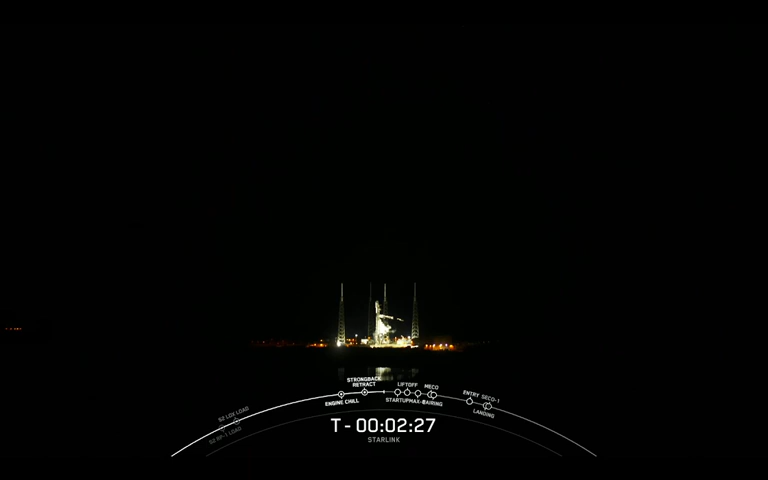 STRONGBACK
RETRACT
LIFTOFF
MECO
ENTRY
SECO-1
ENGINE CHILL
STARTUP
MAX-Q
FAIRING
LANDING
S2 LOX LOAD
S2 RP-1 LOAD
T - 00:02:27
STARLINK